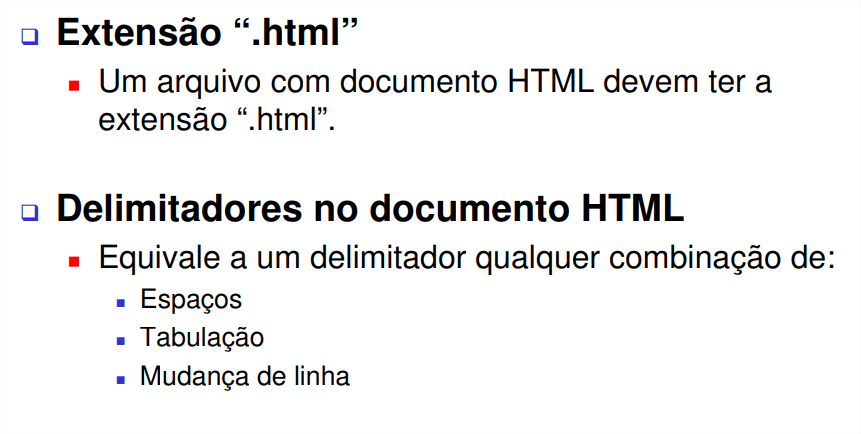 Extensão “.html”
Um arquivo com documento HTML devem ter a
extensão “.html”.
Delimitadores no documento HTML
Equivale a um delimitador qualquer combinação de:
Espaços
Tabulação
Mudança de linha